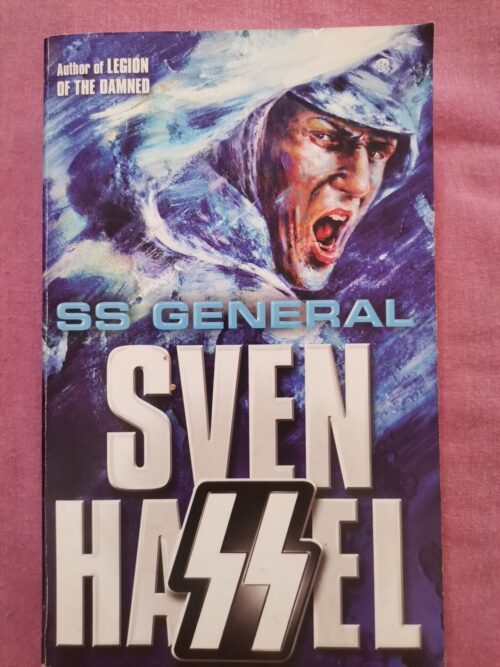 Author of LEGION
OF THE DAMNED
SS GENERAL
SVEN
HASSEL